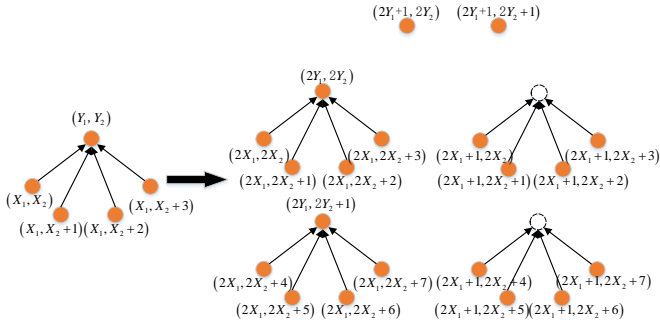 (2Y₁+1, 2Y₂) (2Y₁+1, 2Y₂+1)
(2Y₁, 2Y₂)
(Y₁, Y₂)
(2X₁, 2X₂) (2X₁, 2X₂+3) (2X₁+1, 2X₂) (2X₁+1, 2X₂+3)
(2X₁, 2X₂+1) (2X₁, 2X₂+2) (2X₁+1, 2X₂+1) (2X₁+1, 2X₂+2)
(X₁, X₂) (X₁, X₂+3)
(2Y₁, 2Y₂+1)
(X₁, X₂+1) (X₁, X₂+2)
(2X₁, 2X₂+4) (2X₁, 2X₂+7) (2X₁+1, 2X₂+4) (2X₁+1, 2X₂+7)
(2X₁, 2X₂+5) (2X₁, 2X₂+6) (2X₁+1, 2X₂+5) (2X₁+1, 2X₂+6)